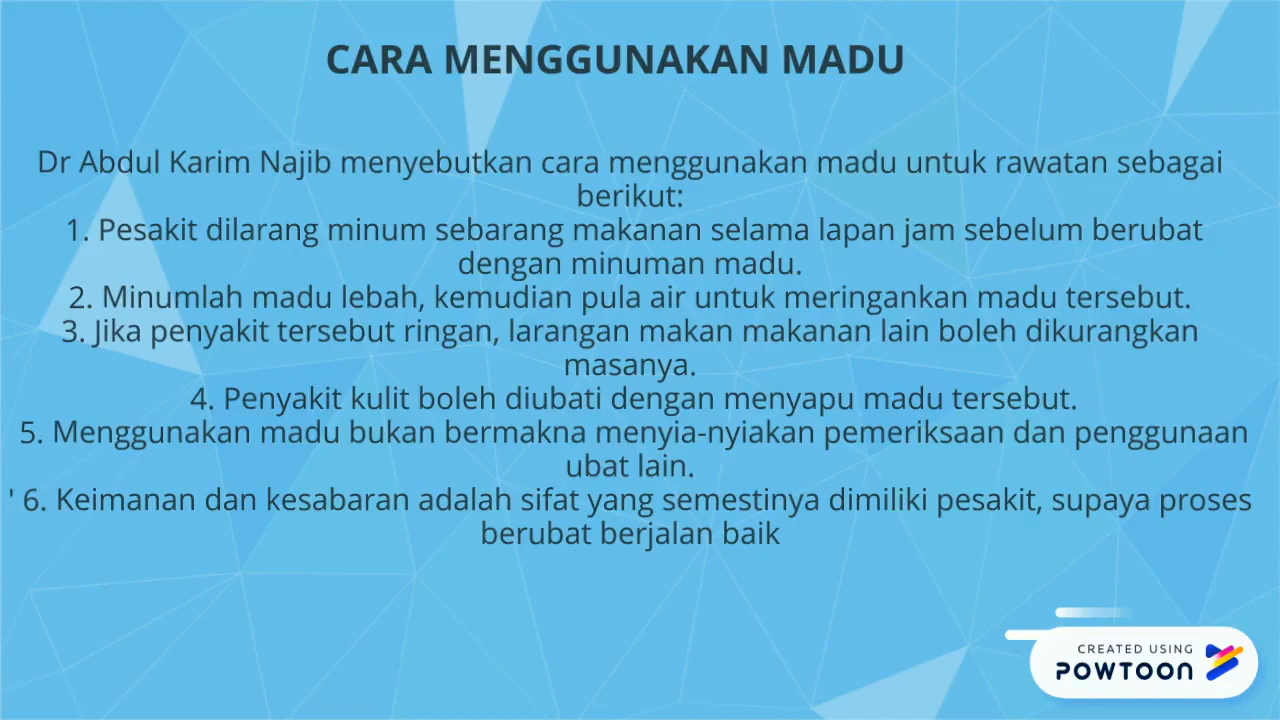 CARA MENGGUNAKAN MADU
Dr Abdul Karim Najib menyebutkan cara menggunakan madu untuk rawatan sebagai
berikut:
1. Pesakit dilarang minum sebarang makanan selama lapan jam sebelum berubat
dengan minuman madu.
2. Minumlah madu lebah, kemudian pula air untuk meringankan madu tersebut.
3. Jika penyakit tersebut ringan, larangan makan makanan lain boleh dikurangkan
masanya.
4. Penyakit kulit boleh diubati dengan menyapu madu tersebut.
5. Menggunakan madu bukan bermakna menyia-nyiakan pemeriksaan dan penggunaan
ubat lain.
' 6. Keimanan dan kesabaran adalah sifat yang semestinya dimiliki pesakit, supaya proses
berubat berjalan baik
CREATED USING
POWTOON